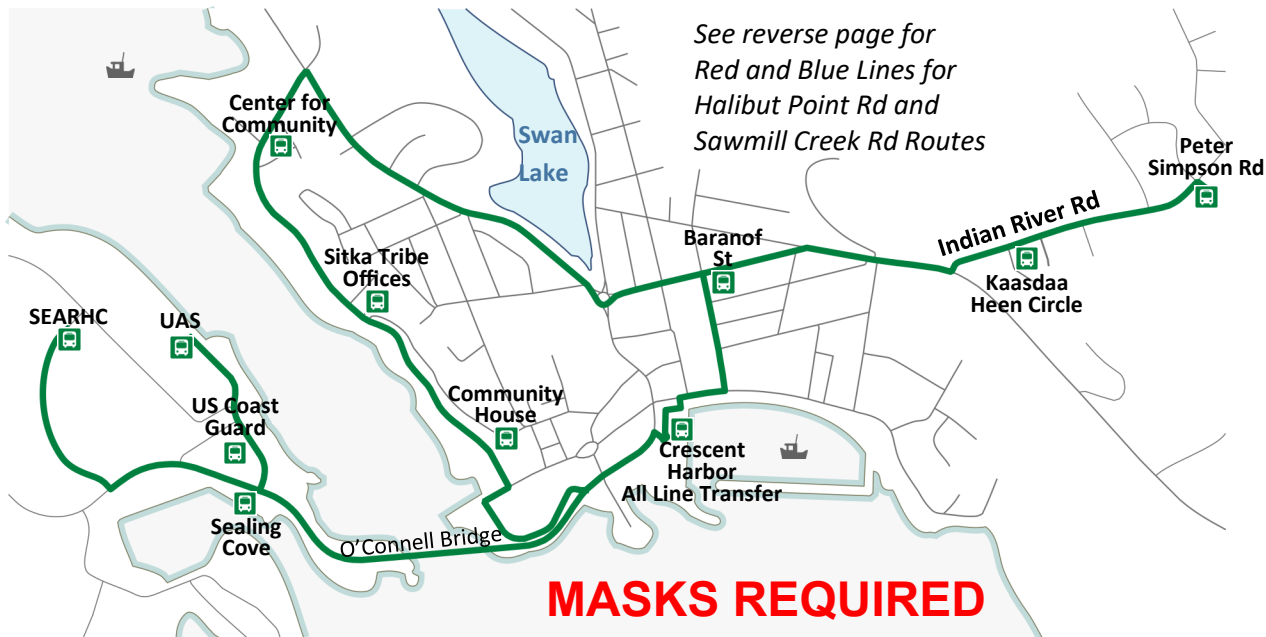 See reverse page for
Red and Blue Lines for
Halibut Point Rd and
Sawmill Creek Rd Routes
Center for
Community
Swan
Lake
Peter
Simpson Rd
Indian River Rd
Baranof
St
Kaasdaa
Heen Circle
Sitka Tribe
Offices
SEARHC
UAS
US Coast
Guard
Community
House
Crescent
Harbor
All Line Transfer
Sealing
Cove
O'Connell Bridge
MASKS REQUIRED